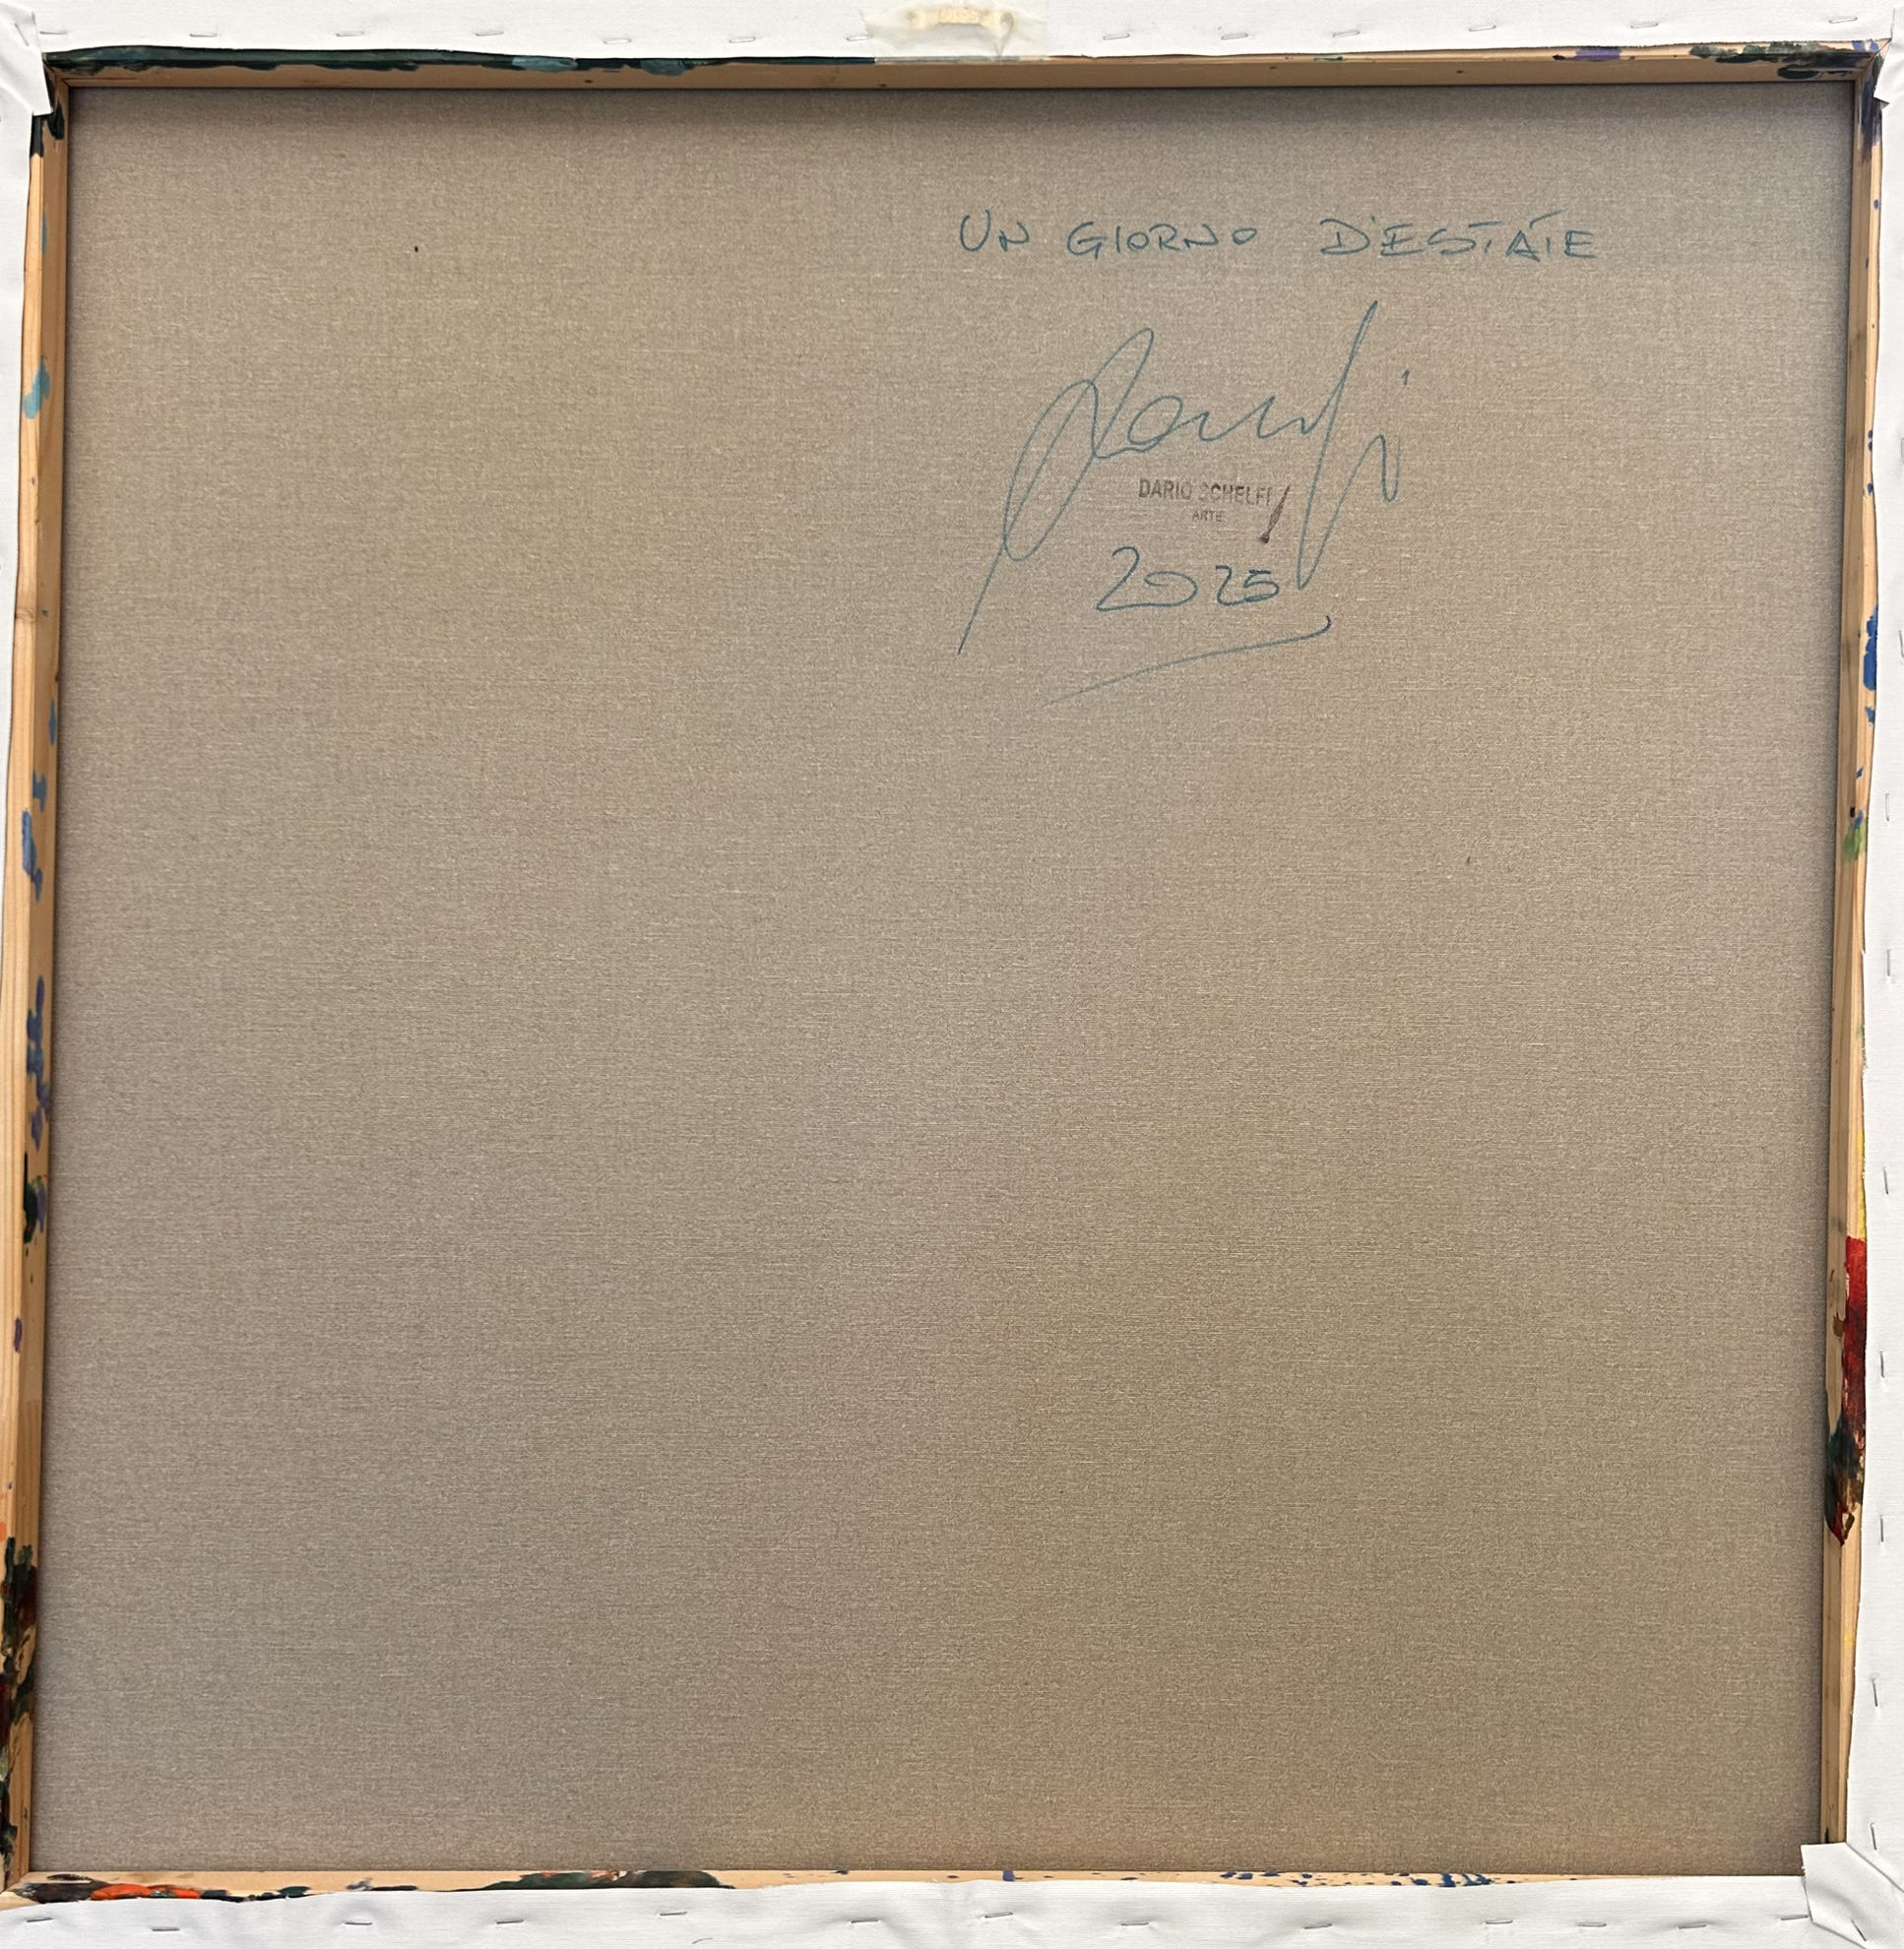 UN GIORNO D'ESTATE
DARIO SCHELFI
ARTE
2025